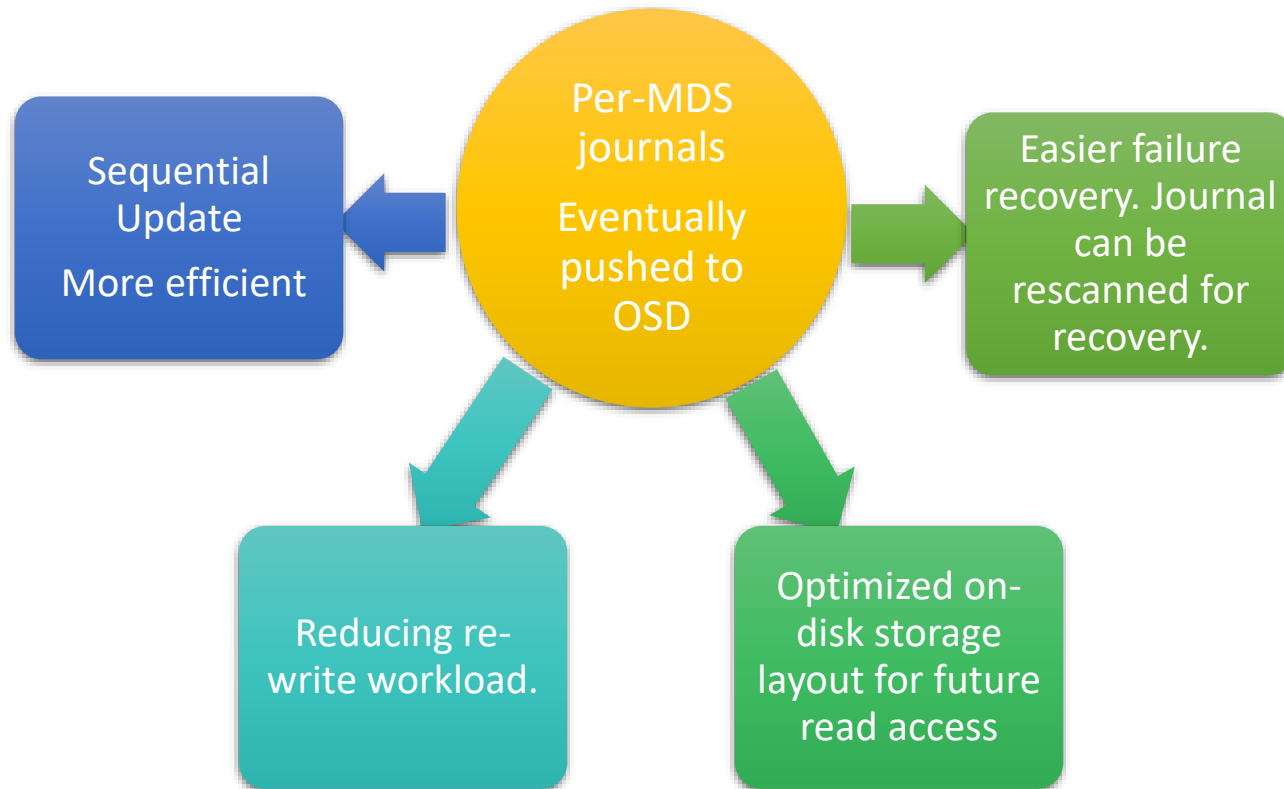 Per-MDS
journals
Eventually
pushed to
OSD
Sequential
Update
More efficient
Easier failure
recovery. Journal
can be
rescanned for
recovery.
Reducing re-
write workload.
Optimized on-
disk storage
layout for future
read access